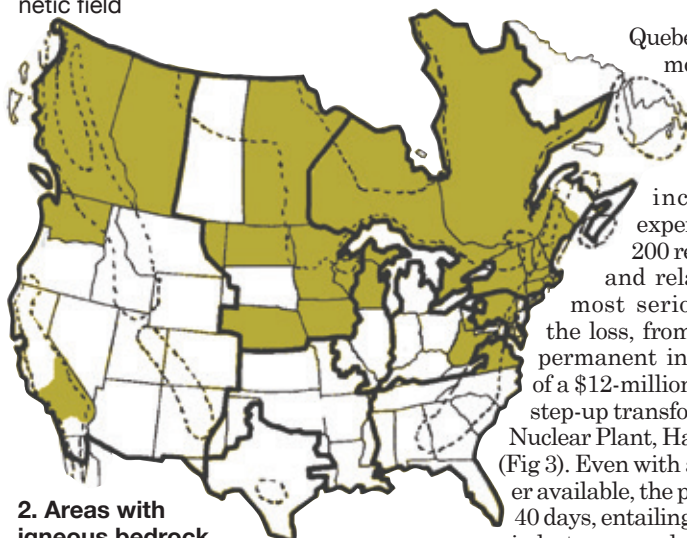 netic field
2. Areas with
igneous bedrock
Quebe
mo
inc
exper
200 re
and rela
most serio
the loss, from
permanent in
of a $12-million
step-up transfo
Nuclear Plant, Ha
(Fig 3). Even with a
er available, the p
40 days, entailing